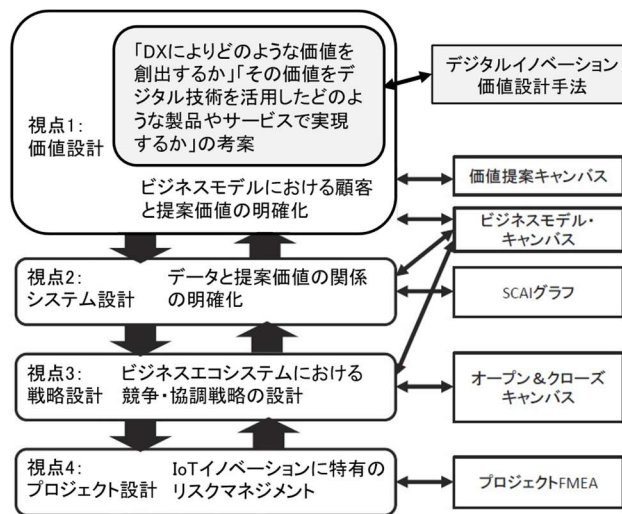 「DXによりどのような価値を
創出するか」「その価値をデ
ジタル技術を活用したどのよ
うな製品やサービスで実現
するか」の考案
デジタルイノベーション
価値設計手法
視点1:
価値設計
ビジネスモデルにおける顧客
と提案価値の明確化
価値提案キャンバス
ビジネスモデル・
キャンバス
視点2:
システム設計
データと提案価値の関係
の明確化
SCAIグラフ
視点3:
戦略設計
ビジネスエコシステムにおける
競争・協調戦略の設計
オープン&クローズ
キャンバス
視点4:
プロジェクト設計
IoTイノベーションに特有の
リスクマネジメント
プロジェクトFMEA